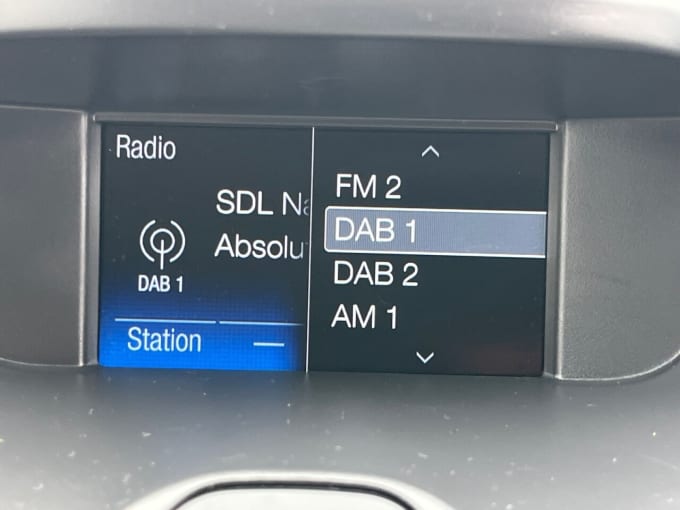 Radio
SDL Na
Absolu
DAB 1
Station
FM 2
DAB 1
DAB 2
AM 1